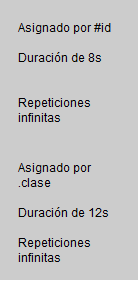 Asignado por #id
Duración de 8s
Repeticiones
infinitas
Asignado por
.clase
Duración de 12s
Repeticiones
infinitas